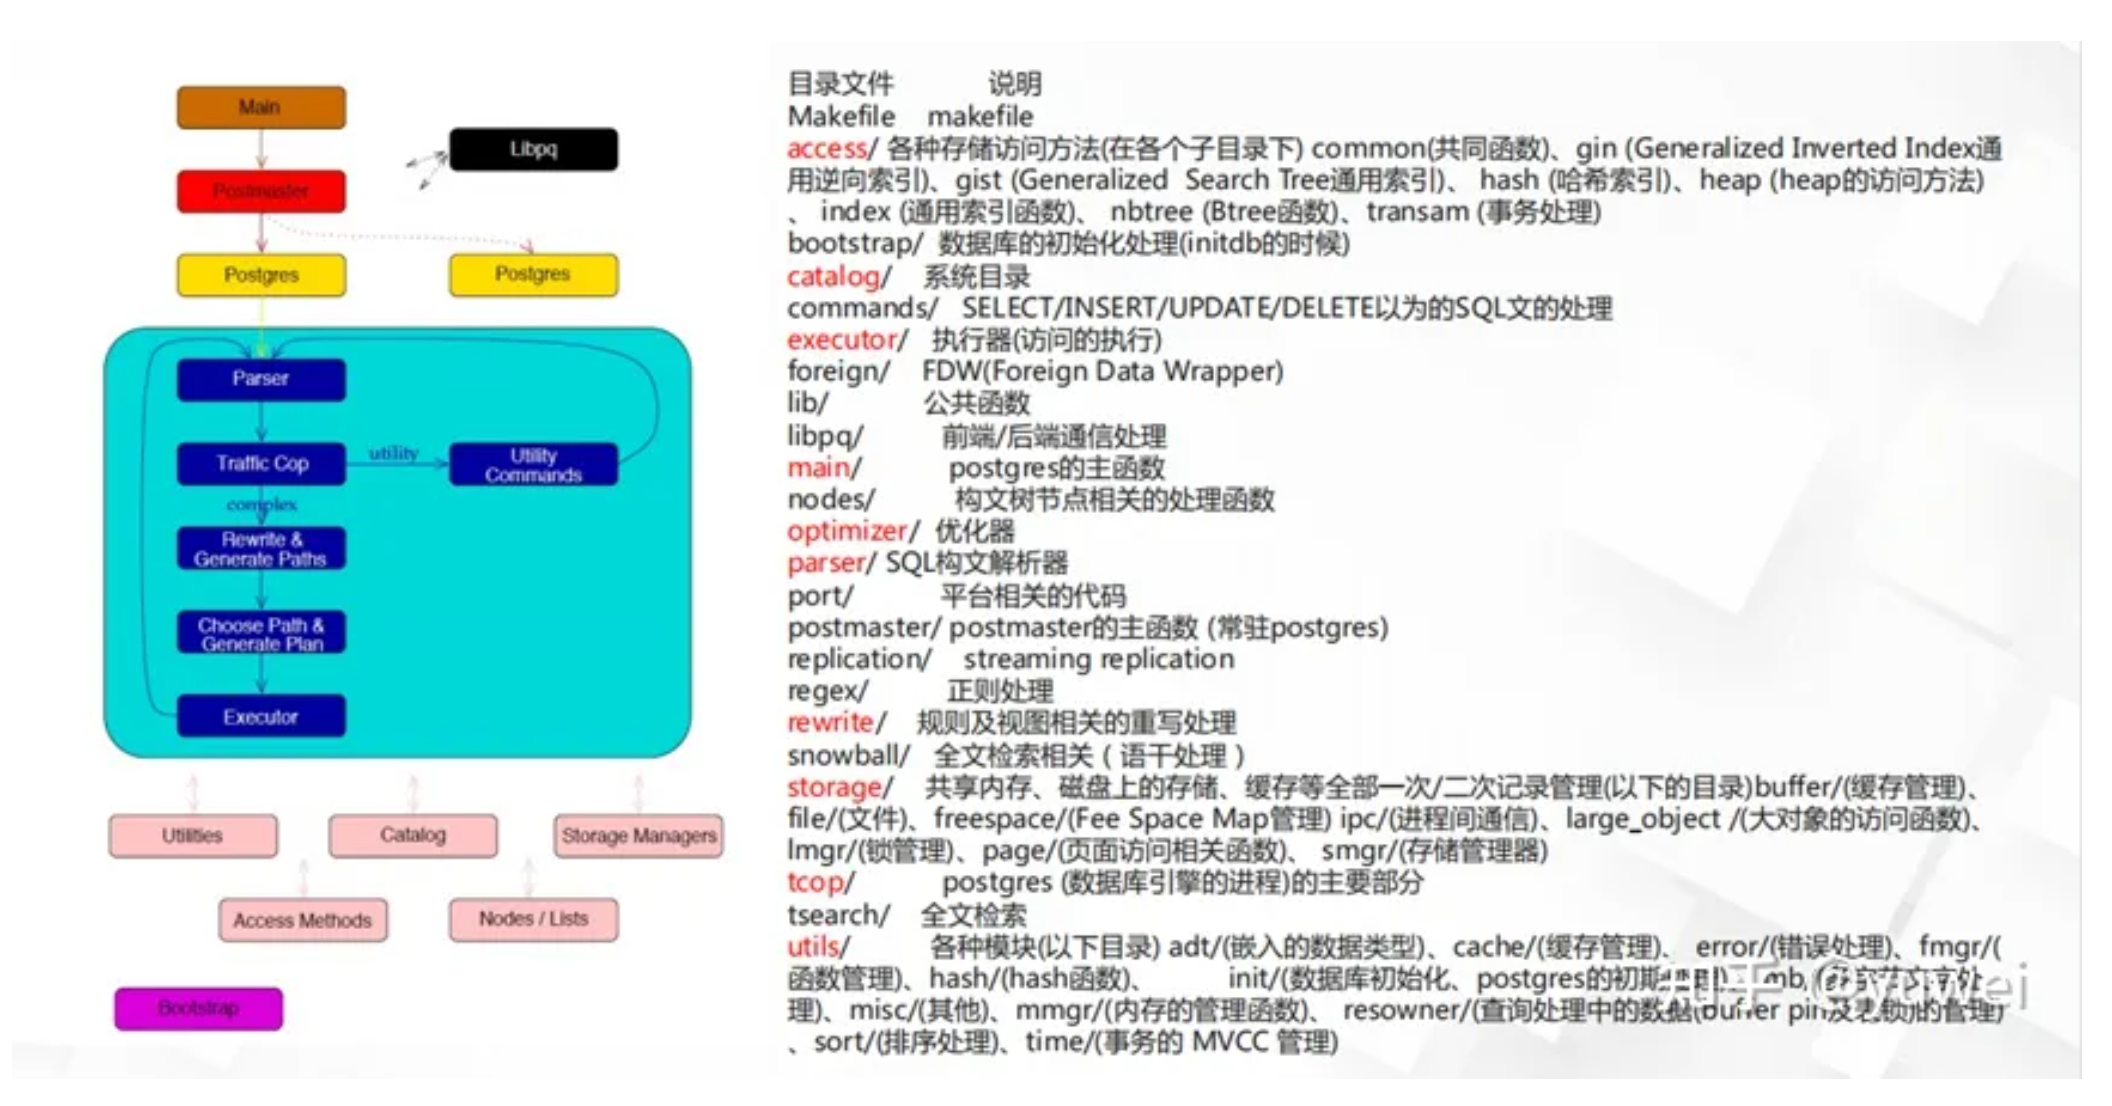 Main
Libpq
Postmaster
Postgres
Postgres
Parser
Traffic Cop
utility
Utility
Commands
complex
Rewrite &
Generate Paths
Choose Path &
Generate Plan
Executor
Utilities
Catalog
Storage Managers
Access Methods
Nodes / Lists
Bootstrap
目录文件 说明
Makefile makefile
access/ 各种存储访问方法(在各个子目录下) common(共同函数)、gin (Generalized Inverted Index通
用逆向索引)、gist (Generalized Search Tree通用索引)、 hash (哈希索引)、heap (heap的访问方法)
、 index (通用索引函数)、 nbtree (Btree函数)、transam (事务处理)
bootstrap/ 数据库的初始化处理(initdb的时候)
catalog/ 系统目录
commands/ SELECT/INSERT/UPDATE/DELETE以为的SQL文的处理
executor/ 执行器(访问的执行)
foreign/ FDW(Foreign Data Wrapper)
lib/ 公共函数
libpq/ 前端/后端通信处理
main/ postgres的主函数
nodes/ 构文树节点相关的处理函数
optimizer/ 优化器
parser/ SQL构文解析器
port/ 平台相关的代码
postmaster/ postmaster的主函数 (常驻postgres)
replication/ streaming replication
regex/ 正则处理
rewrite/ 规则及视图相关的重写处理
snowball/ 全文检索相关 ( 语干处理 )
storage/ 共享内存、磁盘上的存储、缓存等全部一次/二次记录管理(以下的目录)buffer/(缓存管理)、
file/(文件)、freespace/(Fee Space Map管理) ipc/(进程间通信)、large_object /(大对象的访问函数)、
lmgr/(锁管理)、page/(页面访问相关函数)、 smgr/(存储管理器)
tcop/ postgres (数据库引擎的进程)的主要部分
tsearch/ 全文检索
utils/ 各种模块(以下目录) adt/(嵌入的数据类型)、cache/(缓存管理)、 error/(错误处理)、fmgr/(
函数管理)、hash/(hash函数)、 init/(数据库初始化、postgres的初期 mb
理)、misc/(其他)、mmgr/(内存的管理函数)、 resowner/(查询处理中的数据(buffer pin及表锁)的管理)
、sort/(排序处理)、time/(事务的 MVCC 管理)